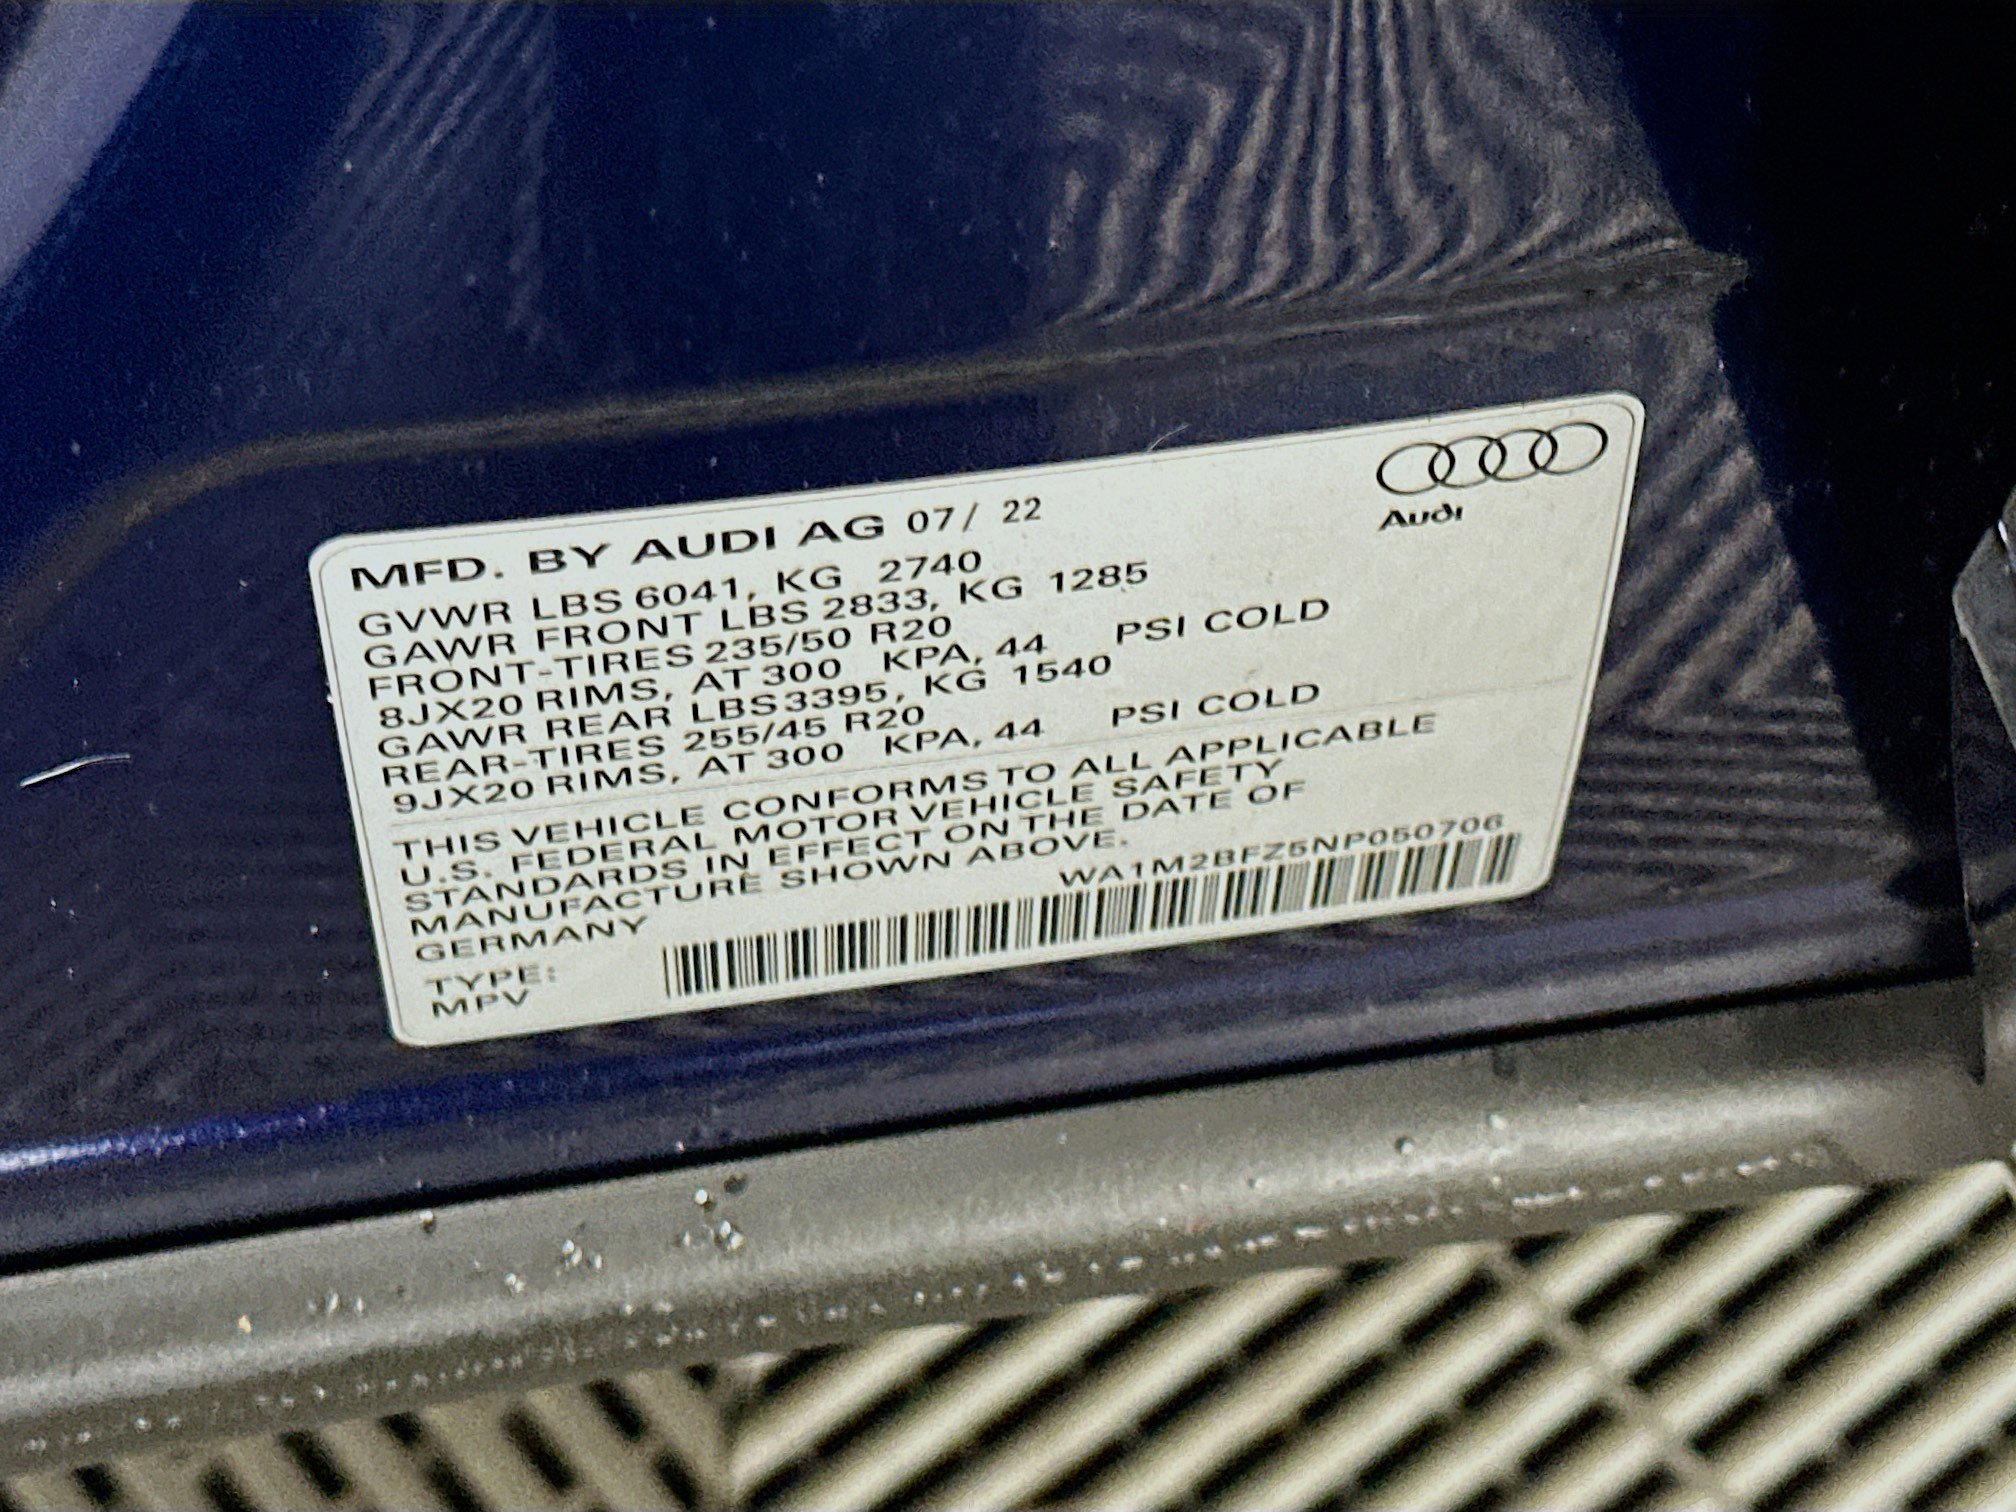 Audi
MFD. BY AUDI AG 07/ 22
GVWR LBS 6041, KG 2740
GAWR FRONT LBS 2833, KG 1285
FRONT-TIRES 235/50 R20
8JX20 RIMS, AT 300 KPA, 44 PSI COLD
GAWR REAR LBS 3395, KG 1540
REAR-TIRES 255/45 R20
9JX20 RIMS, AT 300 KPA, 44 PSI COLD
THIS VEHICLE CONFORMS TO ALL APPLICABLE
U.S. FEDERAL MOTOR VEHICLE SAFETY
STANDARDS IN EFFECT ON THE DATE OF
MANUFACTURE SHOWN ABOVE.
WA1M2BFZ5NP050706
GERMANY
TYPE:
MPV